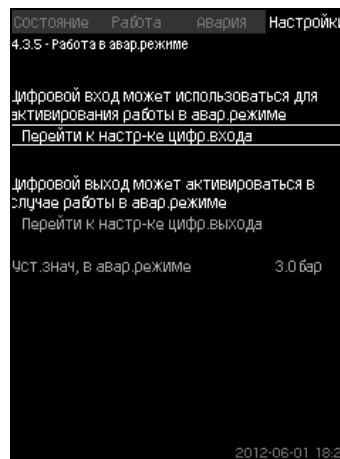 Состояние Работа Авария Настройки
4.3.5 - Работа в авар.режиме
Цифровой вход может использоваться для
активирования работы в авар.режиме
Перейти к настр-ке цифр.входа
Цифровой выход может активироваться в
случае работы в авар.режиме
Перейти к настр-ке цифр.выхода
Уст.знач, в авар.режиме 3.0 бар
2012-06-01 18:2